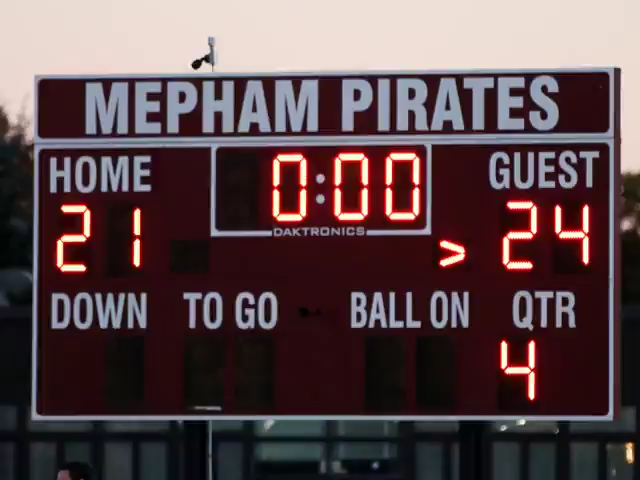 MEPHAM PIRATES
HOME 0:00 GUEST
DAKTRONICS
21 > 24
DOWN TO GO BALL ON QTR
4